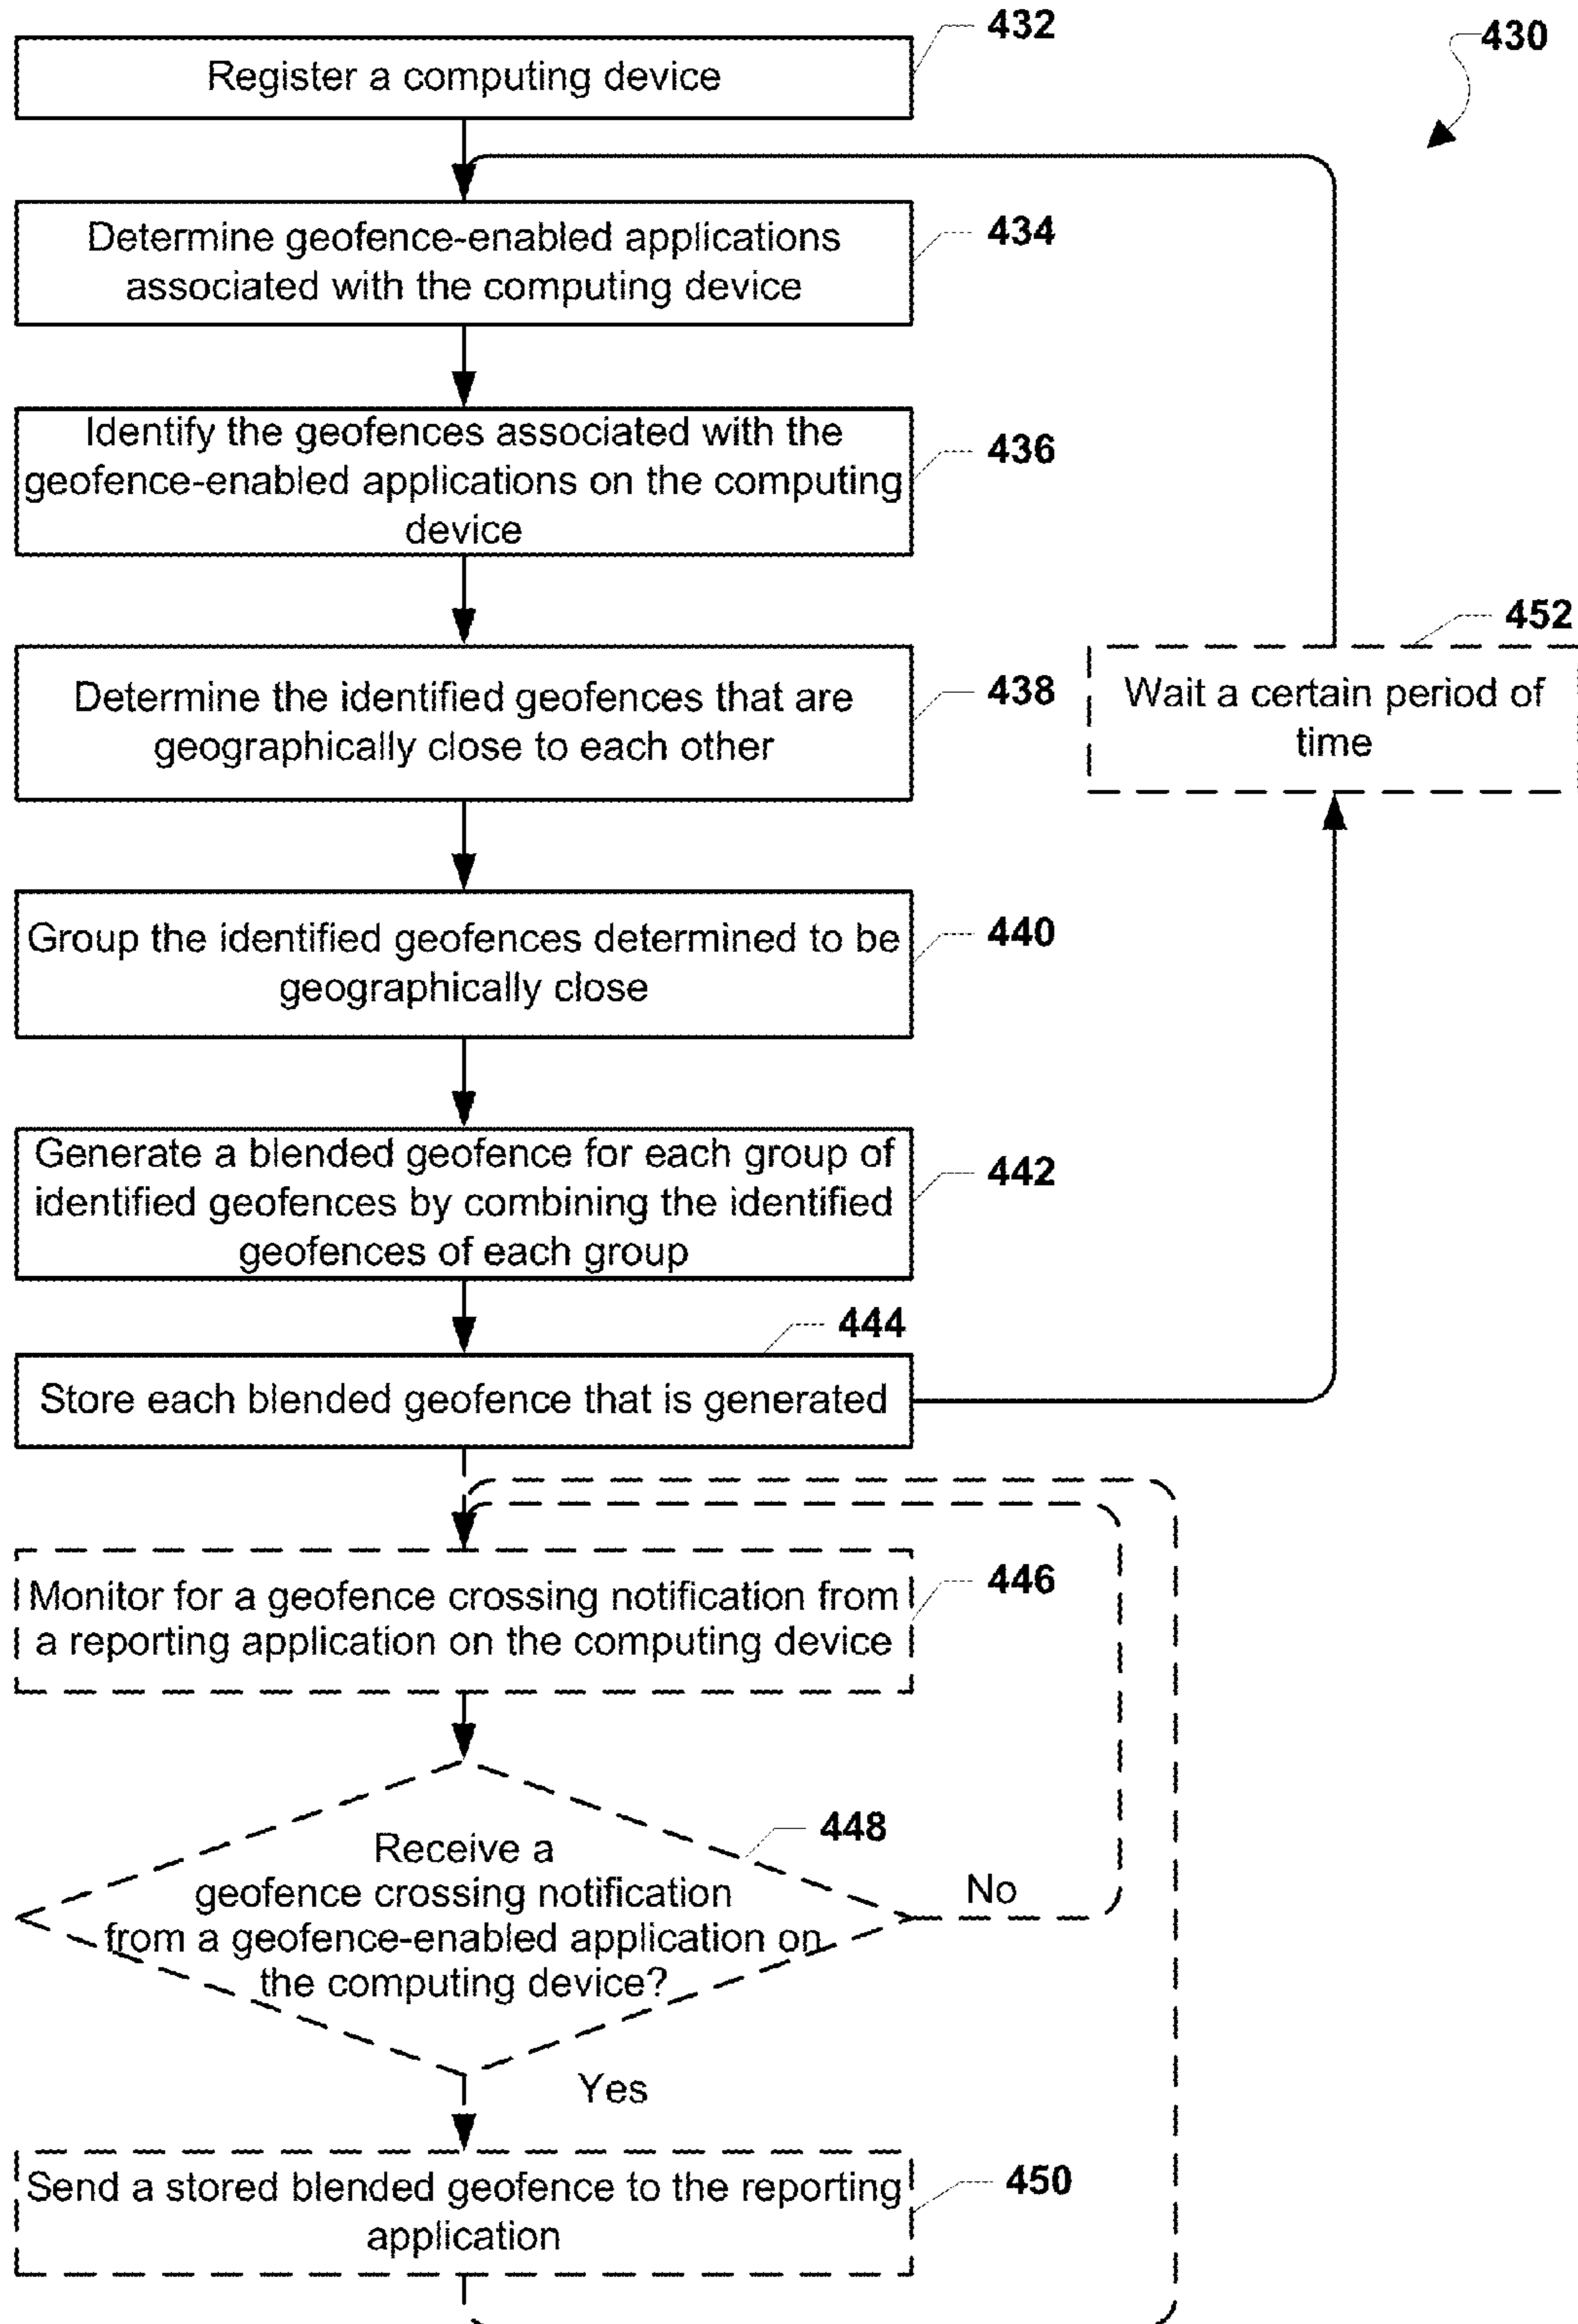 432
430
Register a computing device
Determine geofence-enabled applications
associated with the computing device
434
Identify the geofences associated with the
geofence-enabled applications on the computing
device
436
Determine the identified geofences that are
geographically close to each other
438
452
Wait a certain period of
time
Group the identified geofences determined to be
geographically close
440
Generate a blended geofence for each group of
identified geofences by combining the identified
geofences of each group
442
444
Store each blended geofence that is generated
Monitor for a geofence crossing notification from
a reporting application on the computing device
446
448
Receive a
geofence crossing notification
from a geofence-enabled application on
the computing device?
No
Yes
Send a stored blended geofence to the reporting
application
450